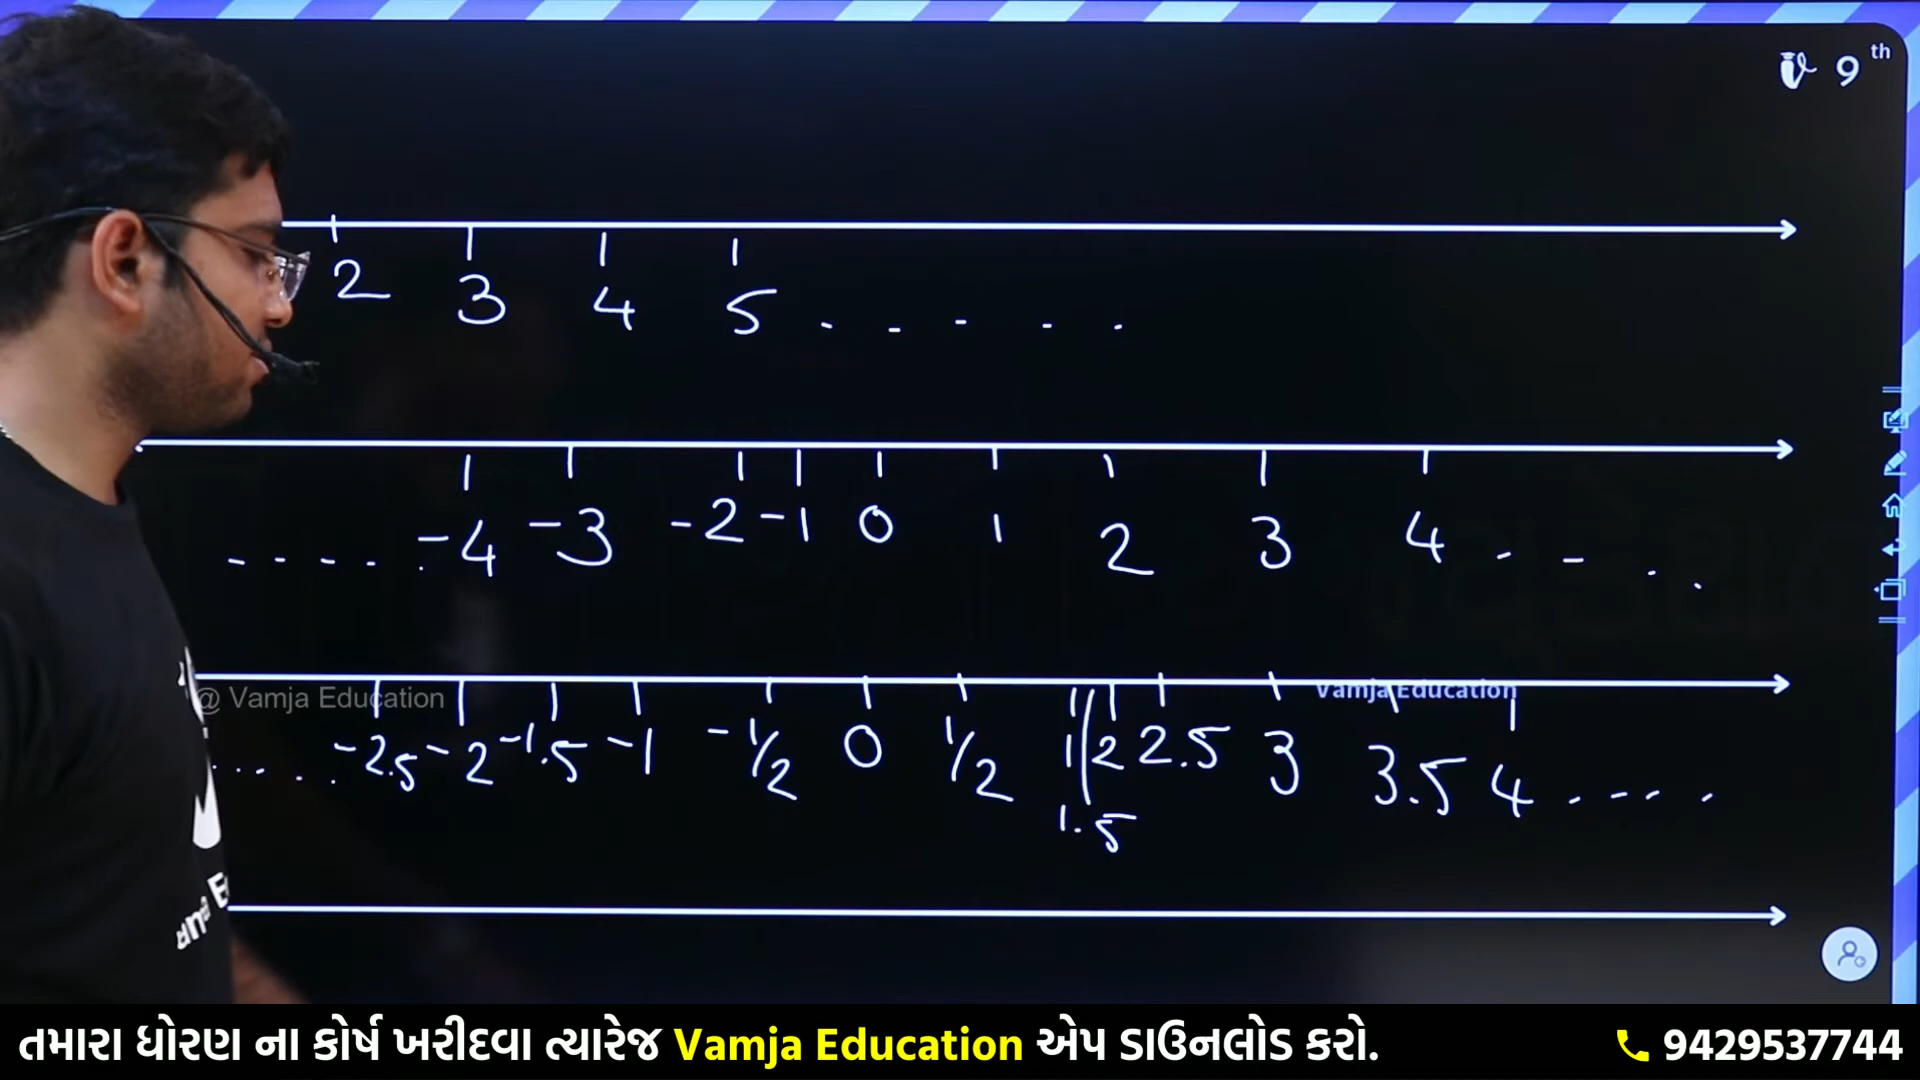 9th
2 3 4 5 . - - - .
- - - - . -4 -3 -2 -1 0 1 2 3 4 - - . .
@ Vamja Education
Vamja Education
. . . . . -2.5 -2 -1.5 -1 -1/2 0 1/2 1 2 2.5 3 3.5 4 . - - - .
1.5
તમારા ધોરણ ના કોર્ષ ખરીદવા ત્યારેજ Vamja Education એપ ડાઉનલોડ કરો.
9429537744